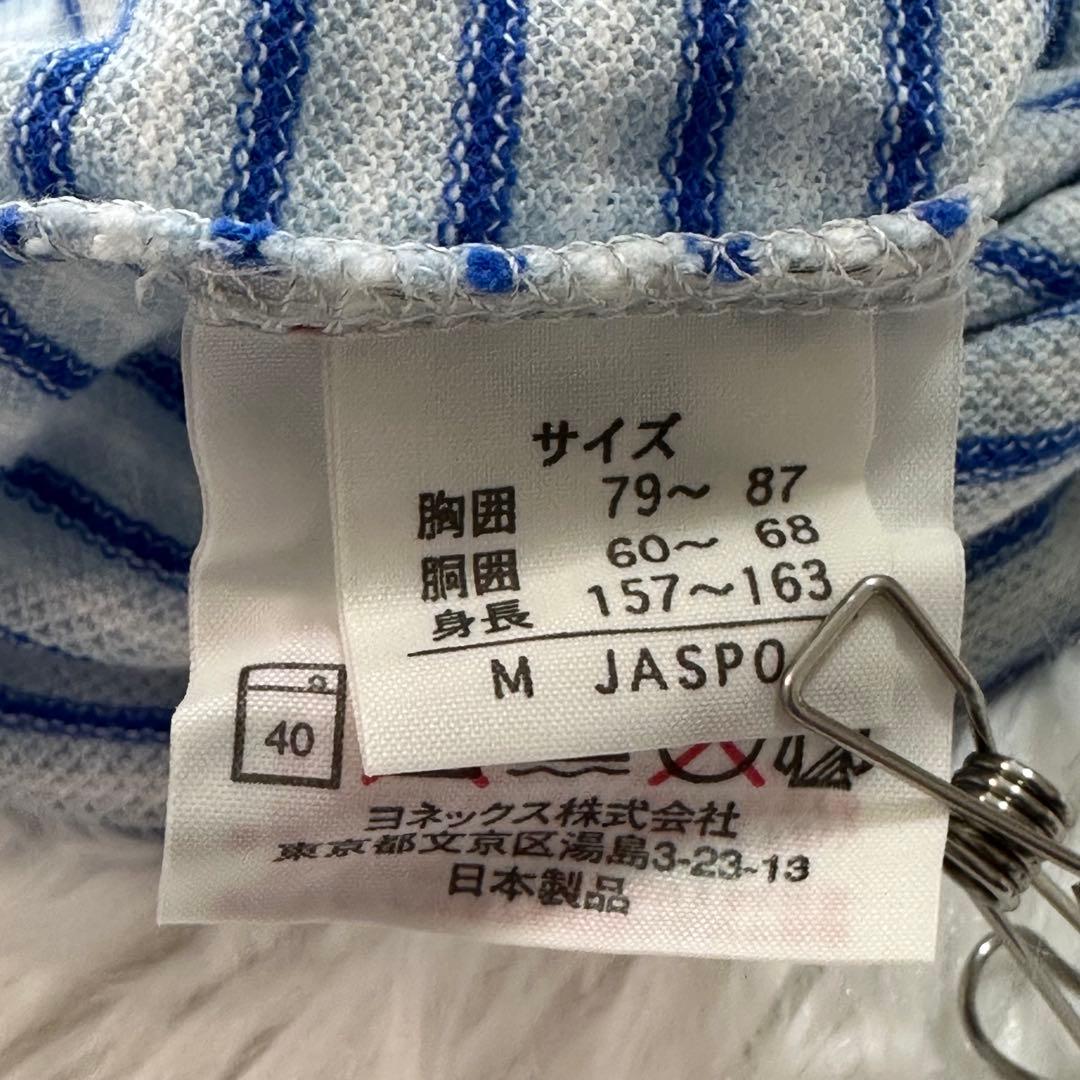 サイズ
胸囲 79〜 87
胴囲 60〜 68
身長 157〜163
M JASPO
40
ヨネックス株式会社
東京都文京区湯島3-23-13
日本製品